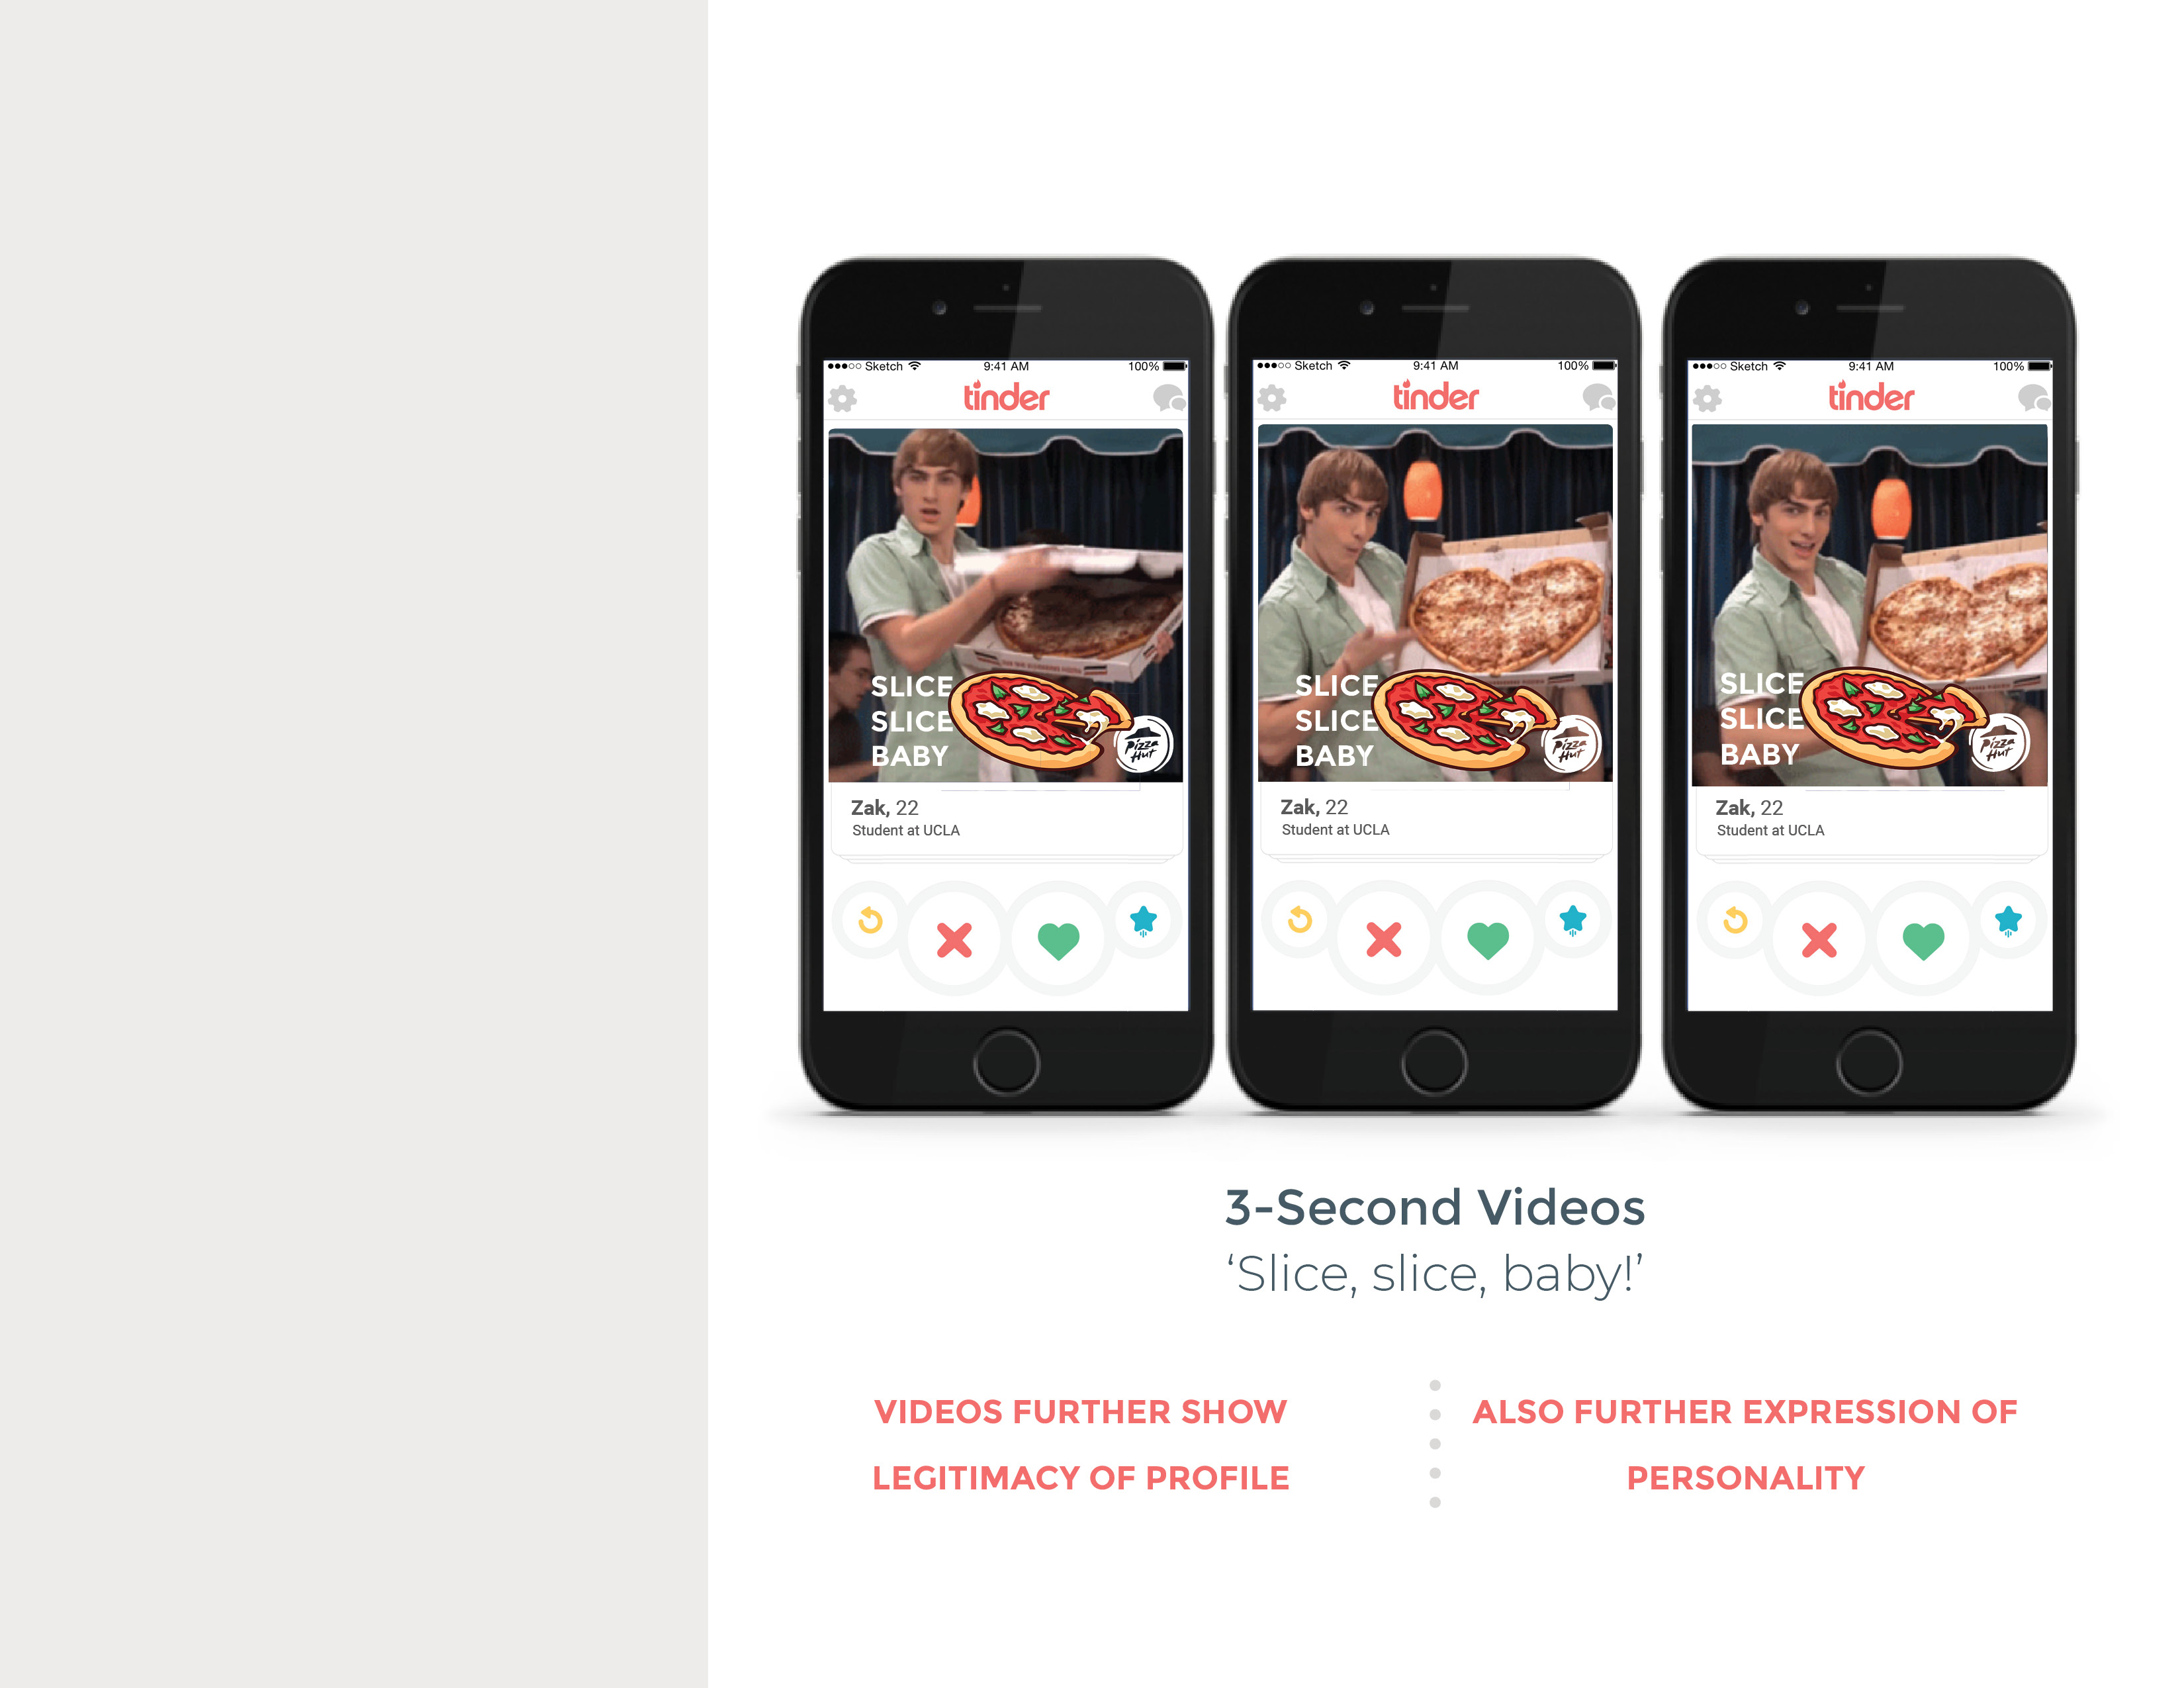 ●●●○○ Sketch 9:41 AM 100%
tinder
SLICE
SLICE
BABY
Pizza
Hut
Zak, 22
Student at UCLA
●●●○○ Sketch 9:41 AM 100%
tinder
SLICE
SLICE
BABY
Pizza
Hut
Zak, 22
Student at UCLA
●●●○○ Sketch 9:41 AM 100%
tinder
SLICE
SLICE
BABY
Pizza
Hut
Zak, 22
Student at UCLA
3-Second Videos
‘Slice, slice, baby!’
VIDEOS FURTHER SHOW
LEGITIMACY OF PROFILE
ALSO FURTHER EXPRESSION OF
PERSONALITY